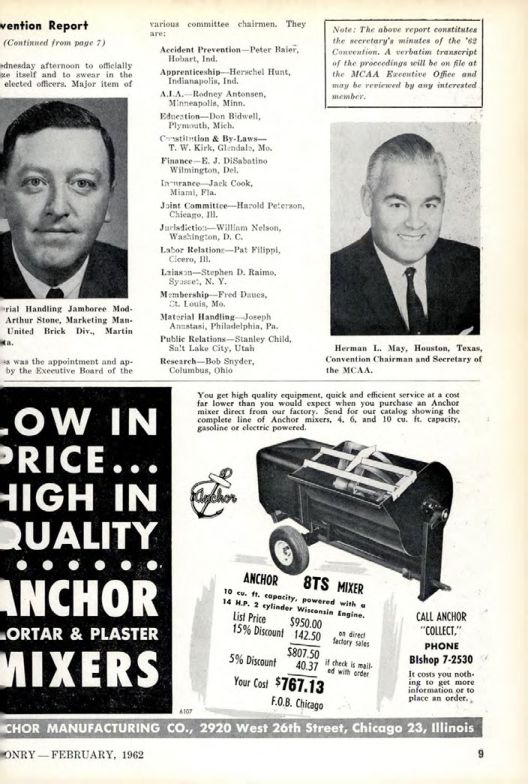 vention Report
(Continued from page 7)
ednesday afternoon to officially
ze itself and to swear in the
elected officers. Major item of
erial Handling Jamboree Mod-
Arthur Stone, Marketing Man-
United Brick Div., Martin
ta.
sa was the appointment and ap-
by the Executive Board of the
various committee chairmen. They
are:
Accident Prevention—Peter Baier,
Hobart, Ind.
Apprenticeship—Herschel Hunt,
Indianapolis, Ind.
A.I.A.—Rodney Antonsen,
Minneapolis, Minn.
Education—Don Bidwell,
Plymouth, Mich.
Constitution & By-Laws—
T. W. Kirk, Glendale, Mo.
Finance—E. J. DiSabatino
Wilmington, Del.
Insurance—Jack Cook,
Miami, Fla.
Joint Committee—Harold Peterson,
Chicago, Ill.
Jurisdiction—William Nelson,
Washington, D. C.
Labor Relations—Pat Filippi,
Cicero, Ill.
Liaison—Stephen D. Raimo,
Syosset, N. Y.
Membership—Fred Daues,
St. Louis, Mo.
Material Handling—Joseph
Anastasi, Philadelphia, Pa.
Public Relations—Stanley Child,
Salt Lake City, Utah
Research—Bob Snyder,
Columbus, Ohio
Note: The above report constitutes
the secretary's minutes of the '62
Convention. A verbatim transcript
of the proceedings will be on file at
the MCAA Executive Office and
may be reviewed by any interested
member.
Herman L. May, Houston, Texas,
Convention Chairman and Secretary of
the MCAA.
LOW IN
PRICE...
HIGH IN
QUALITY
ANCHOR
MORTAR & PLASTER
MIXERS
You get high quality equipment, quick and efficient service at a cost
far lower than you would expect when you purchase an Anchor
mixer direct from our factory. Send for our catalog showing the
complete line of Anchor mixers, 4, 6, and 10 cu. ft. capacity,
gasoline or electric powered.
Anchor
ANCHOR 8TS MIXER
10 cu. ft. capacity, powered with a
14 H.P. 2 cylinder Wisconsin Engine.
List Price $950.00
15% Discount 142.50 on direct factory sales
$807.50
5% Discount 40.37 if check is mail-ed with order
Your Cost $767.13
F.O.B. Chicago
6107
CALL ANCHOR
"COLLECT,"
PHONE
BIshop 7-2530
It costs you noth-
ing to get more
information or to
place an order.
CHOR MANUFACTURING CO., 2920 West 26th Street, Chicago 23, Illinois
ONRY—FEBRUARY, 1962 9